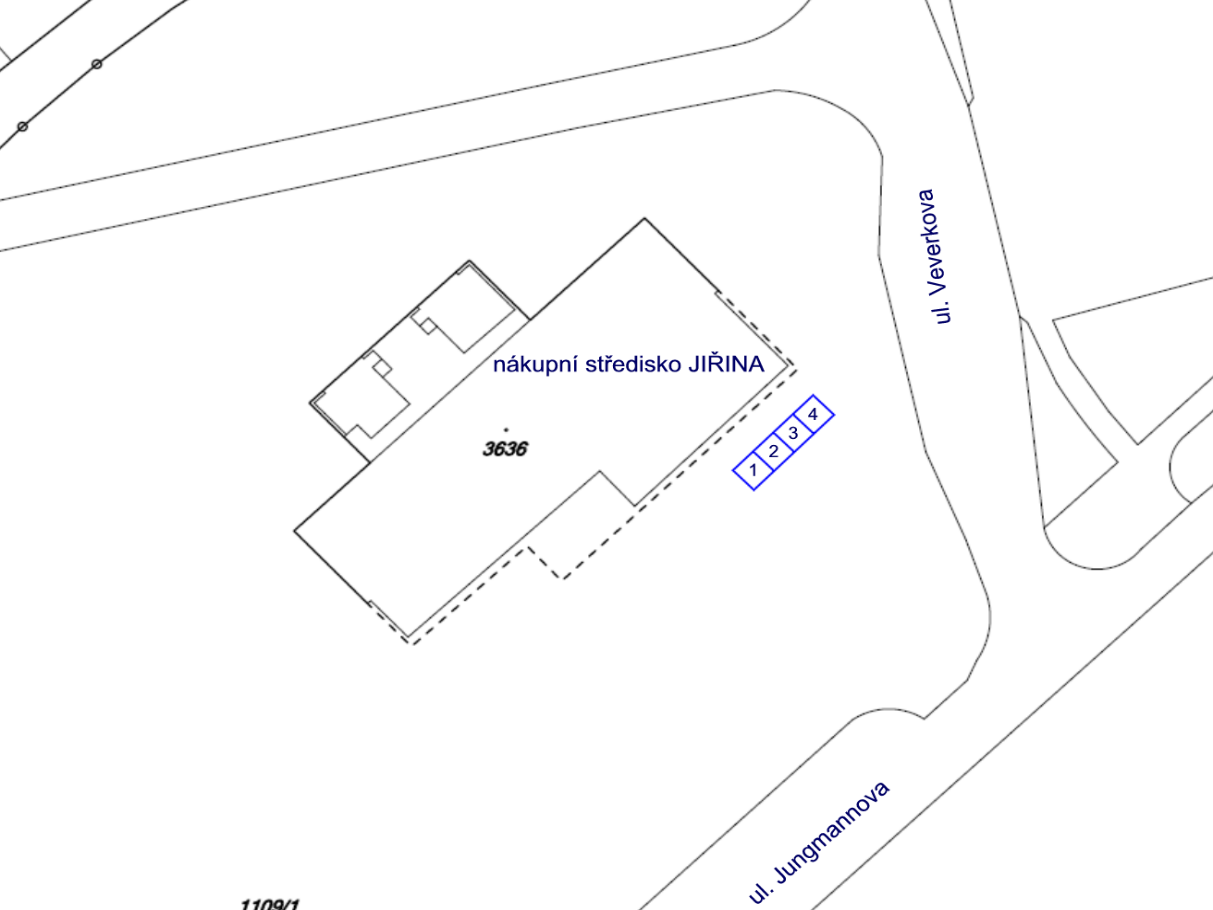 ul. Veverkova
nákupní středisko JIŘINA
3636
4
3
2
1
ul. Jungmannova
1109/1